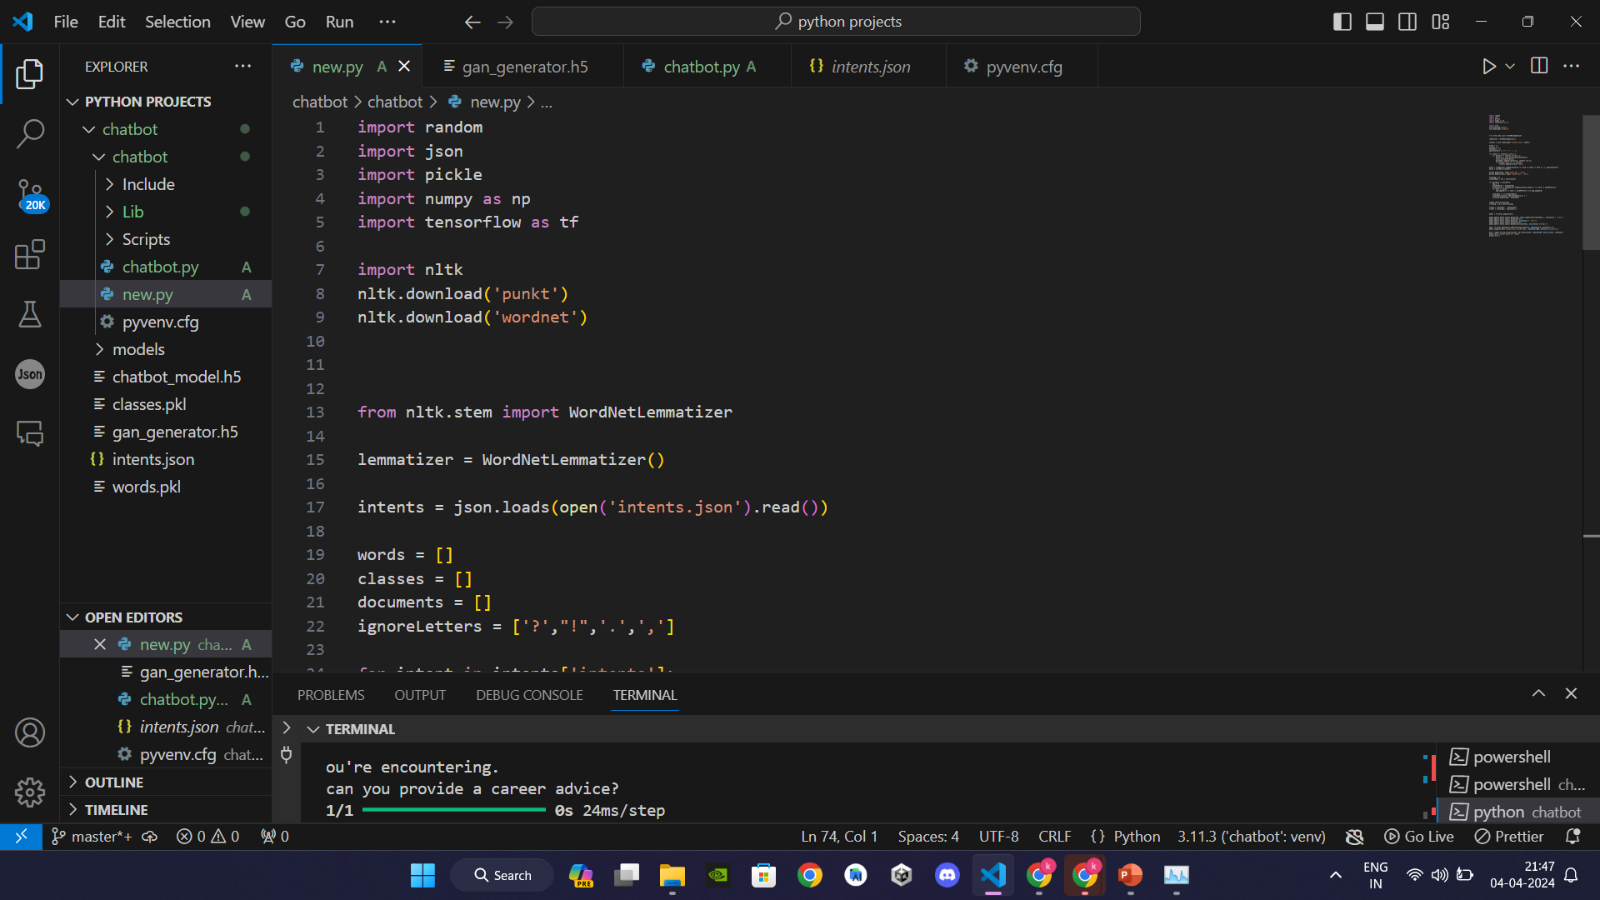 File Edit Selection View Go Run ··· python projects
EXPLORER ···
PYTHON PROJECTS
chatbot
chatbot
Include
Lib
Scripts
chatbot.py A
new.py A
pyvenv.cfg
models
chatbot_model.h5
classes.pkl
gan_generator.h5
intents.json
words.pkl
OPEN EDITORS
new.py cha... A
gan_generator.h...
chatbot.py... A
intents.json chat...
pyvenv.cfg chat...
OUTLINE
TIMELINE
20K
Json
new.py A gan_generator.h5 chatbot.py A intents.json pyvenv.cfg
chatbot > chatbot > new.py > ...
1 import random
2 import json
3 import pickle
4 import numpy as np
5 import tensorflow as tf
6
7 import nltk
8 nltk.download('punkt')
9 nltk.download('wordnet')
10
11
12
13 from nltk.stem import WordNetLemmatizer
14
15 lemmatizer = WordNetLemmatizer()
16
17 intents = json.loads(open('intents.json').read())
18
19 words = []
20 classes = []
21 documents = []
22 ignoreLetters = ['?',"!",'.',',']
23
24 for intent in intents['intents']:
PROBLEMS OUTPUT DEBUG CONSOLE TERMINAL
TERMINAL
ou're encountering.
can you provide a career advice?
1/1 0s 24ms/step
powershell
powershell ch...
python chatbot
master*+ 0 0 0 Ln 74, Col 1 Spaces: 4 UTF-8 CRLF {} Python 3.11.3 ('chatbot': venv) Go Live Prettier
Search
PRE
ENG
IN
21:47
04-04-2024